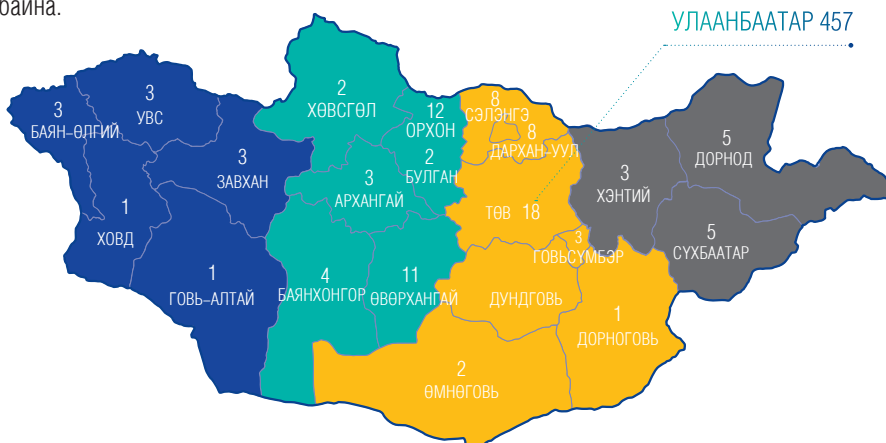 байна.
УЛААНБААТАР 457
3
БАЯН-ӨЛГИЙ
3
УВС
3
ЗАВХАН
1
ХОВД
1
ГОВЬ-АЛТАЙ
2
ХӨВСГӨЛ
12
ОРХОН
2
БУЛГАН
3
АРХАНГАЙ
4
БАЯНХОНГОР
11
ӨВӨРХАНГАЙ
8
СЭЛЭНГЭ
8
ДАРХАН-УУЛ
ТӨВ 18
3
ГОВЬСҮМБЭР
ДУНДГОВЬ
1
ДОРНОГОВЬ
2
ӨМНӨГОВЬ
3
ХЭНТИЙ
5
ДОРНОД
5
СҮХБААТАР